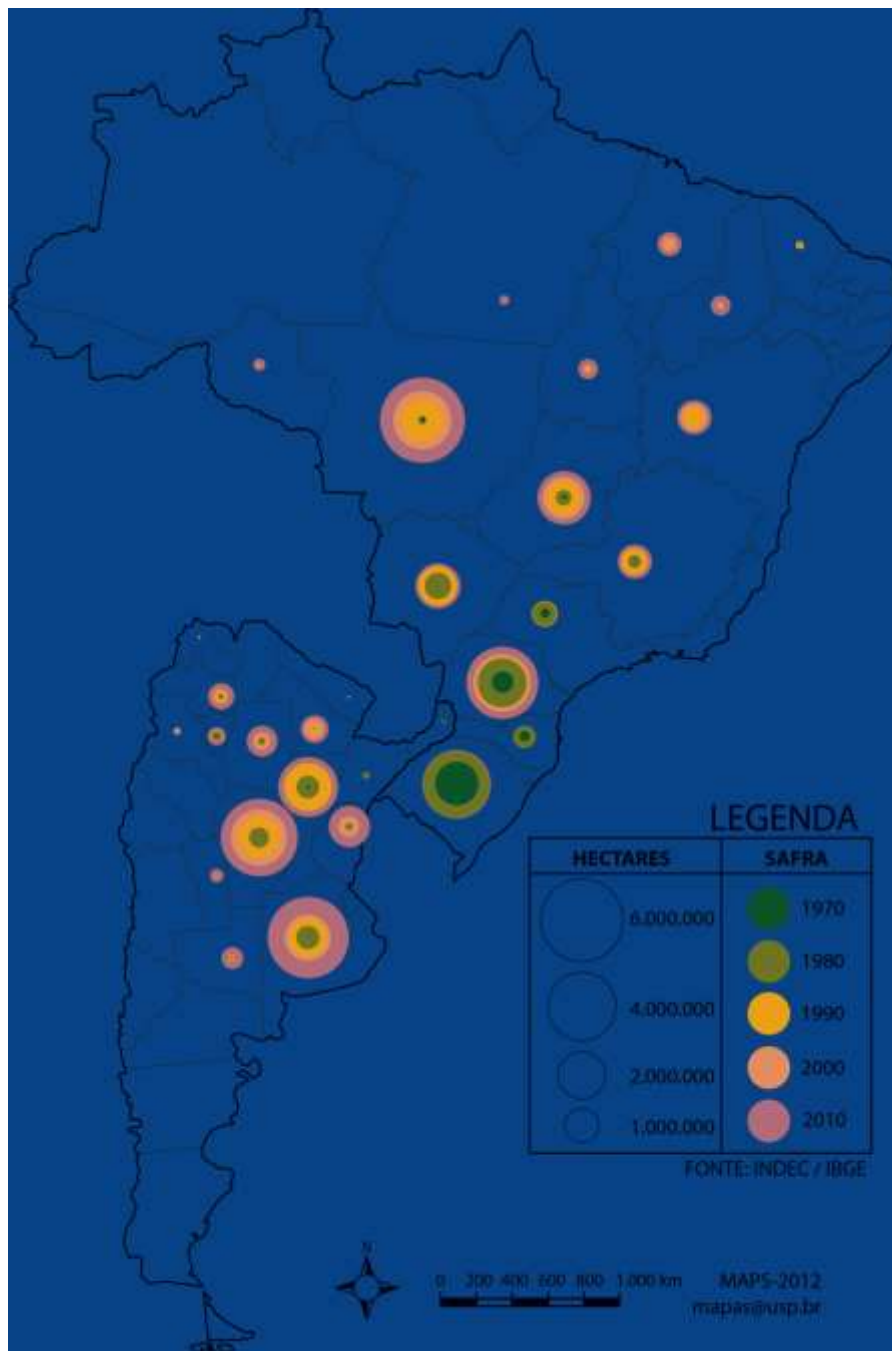 LEGENDA
HECTARES
SAFRA
6.000.000
1970
4.000.000
1980
2.000.000
1990
1.000.000
2000
2010
FONTE: INDEC / IBGE
N
0 200 400 600 800 1.000 km
MAPS-2012
mapas@usp.br